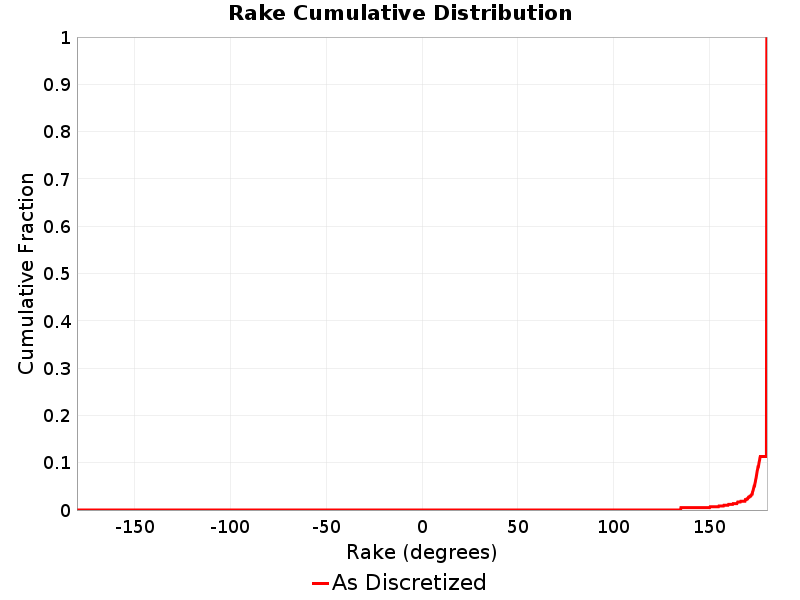 Rake Cumulative Distribution
1
0.9
0.8
0.7
0.6
0.5
0.4
0.3
0.2
0.1
0
Cumulative Fraction
-150 -100 -50 0 50 100 150
Rake (degrees)
As Discretized